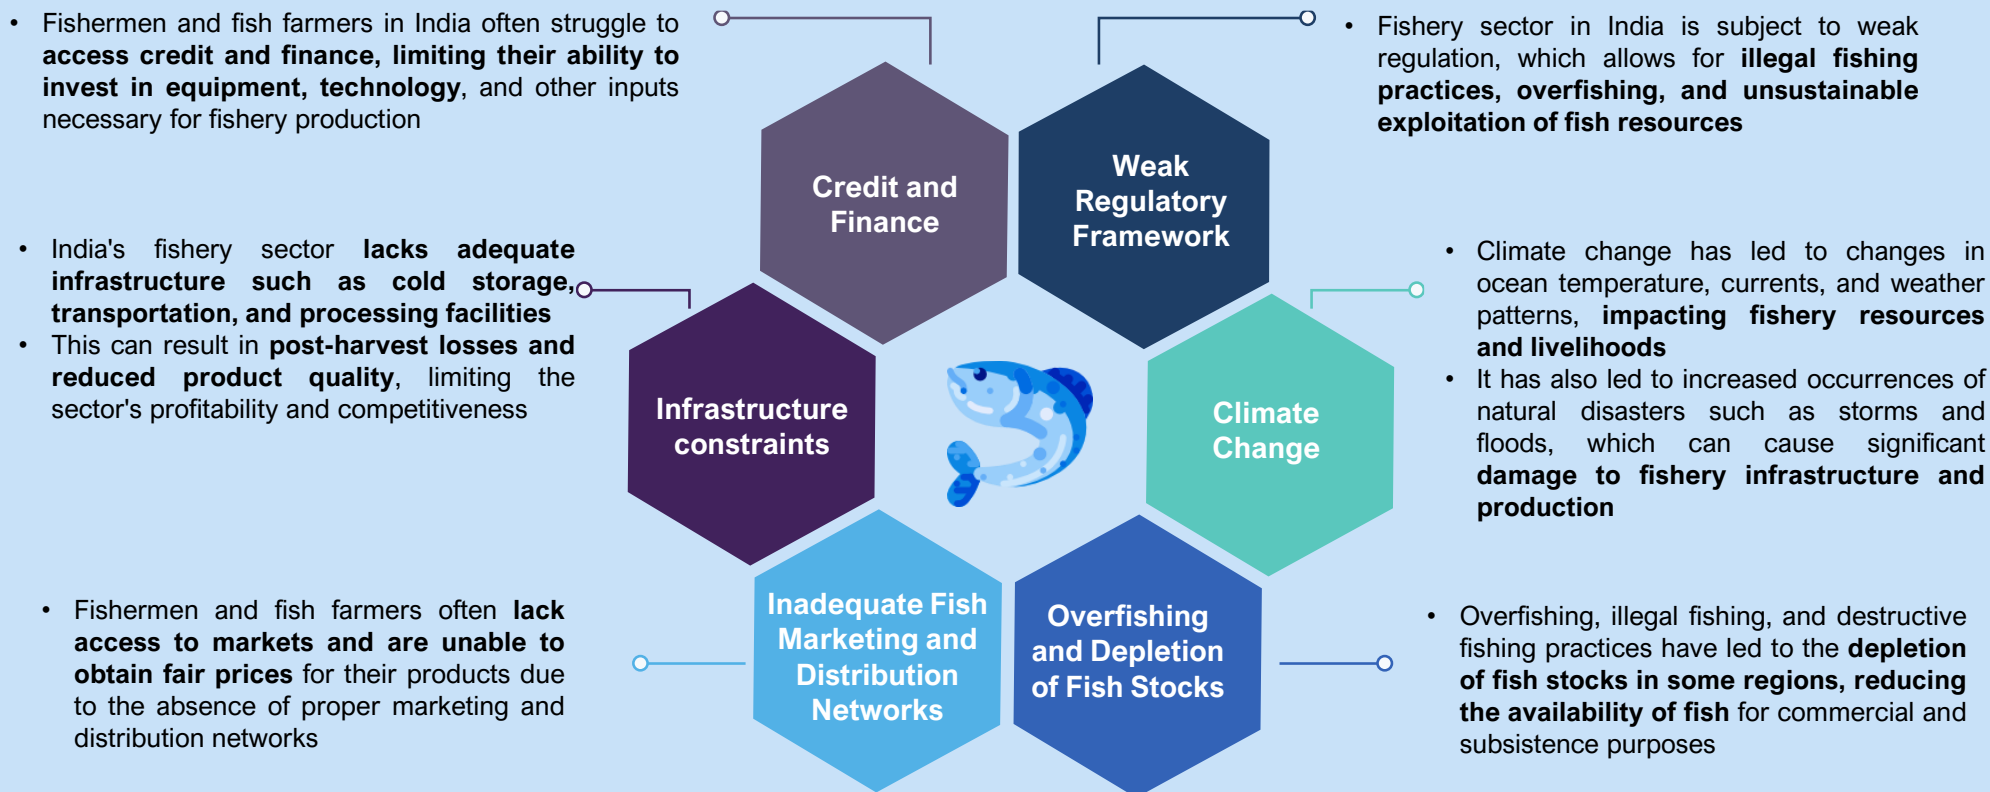 • Fishermen and fish farmers in India often struggle to
access credit and finance, limiting their ability to
invest in equipment, technology, and other inputs
necessary for fishery production
Credit and
Finance
• Fishery sector in India is subject to weak
regulation, which allows for illegal fishing
practices, overfishing, and unsustainable
exploitation of fish resources
Weak
Regulatory
Framework
• India's fishery sector lacks adequate
infrastructure such as cold storage,
transportation, and processing facilities
• This can result in post-harvest losses and
reduced product quality, limiting the
sector's profitability and competitiveness
Infrastructure
constraints
• Climate change has led to changes in
ocean temperature, currents, and weather
patterns, impacting fishery resources
and livelihoods
• It has also led to increased occurrences of
natural disasters such as storms and
floods, which can cause significant
damage to fishery infrastructure and
production
Climate
Change
• Fishermen and fish farmers often lack
access to markets and are unable to
obtain fair prices for their products due
to the absence of proper marketing and
distribution networks
Inadequate Fish
Marketing and
Distribution
Networks
Overfishing
and Depletion
of Fish Stocks
• Overfishing, illegal fishing, and destructive
fishing practices have led to the depletion
of fish stocks in some regions, reducing
the availability of fish for commercial and
subsistence purposes